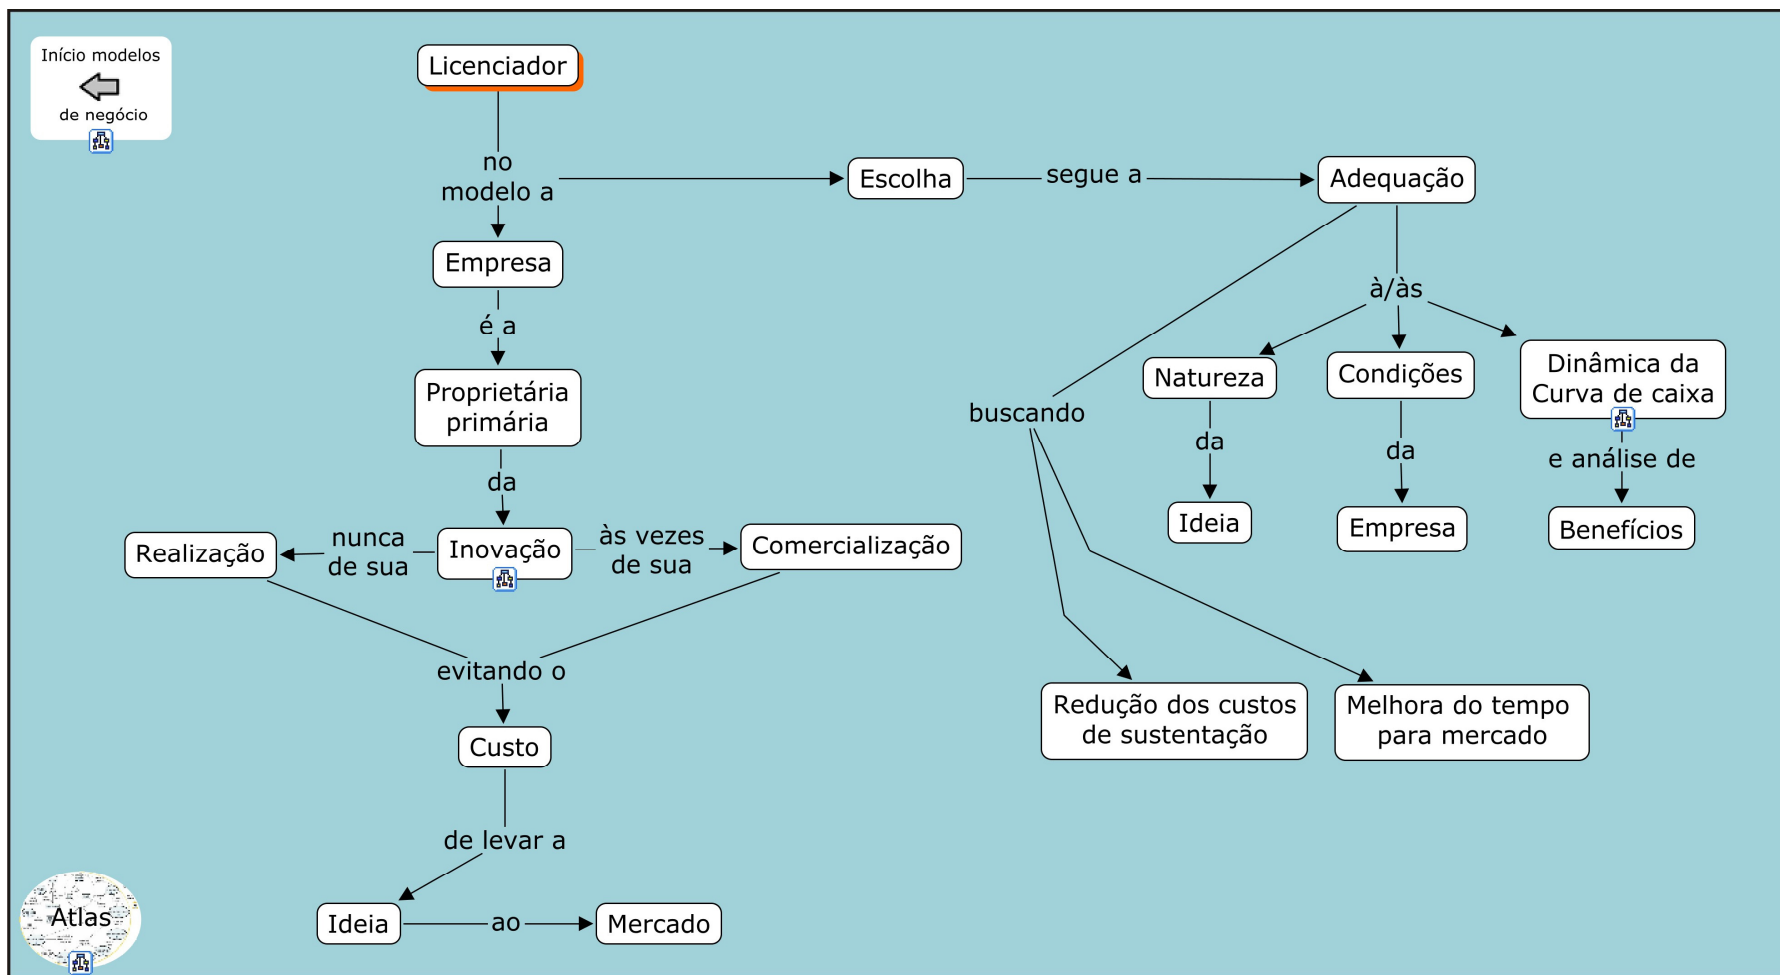 Início modelos
de negócio
Licenciador
no
modelo a
Escolha
segue a
Adequação
Empresa
é a
Proprietária
primária
da
Inovação
nunca
de sua
Realização
às vezes
de sua
Comercialização
evitando o
Custo
de levar a
Ideia
ao
Mercado
à/às
Natureza
da
Ideia
Condições
da
Empresa
Dinâmica da
Curva de caixa
e análise de
Benefícios
buscando
Redução dos custos
de sustentação
Melhora do tempo
para mercado
Atlas